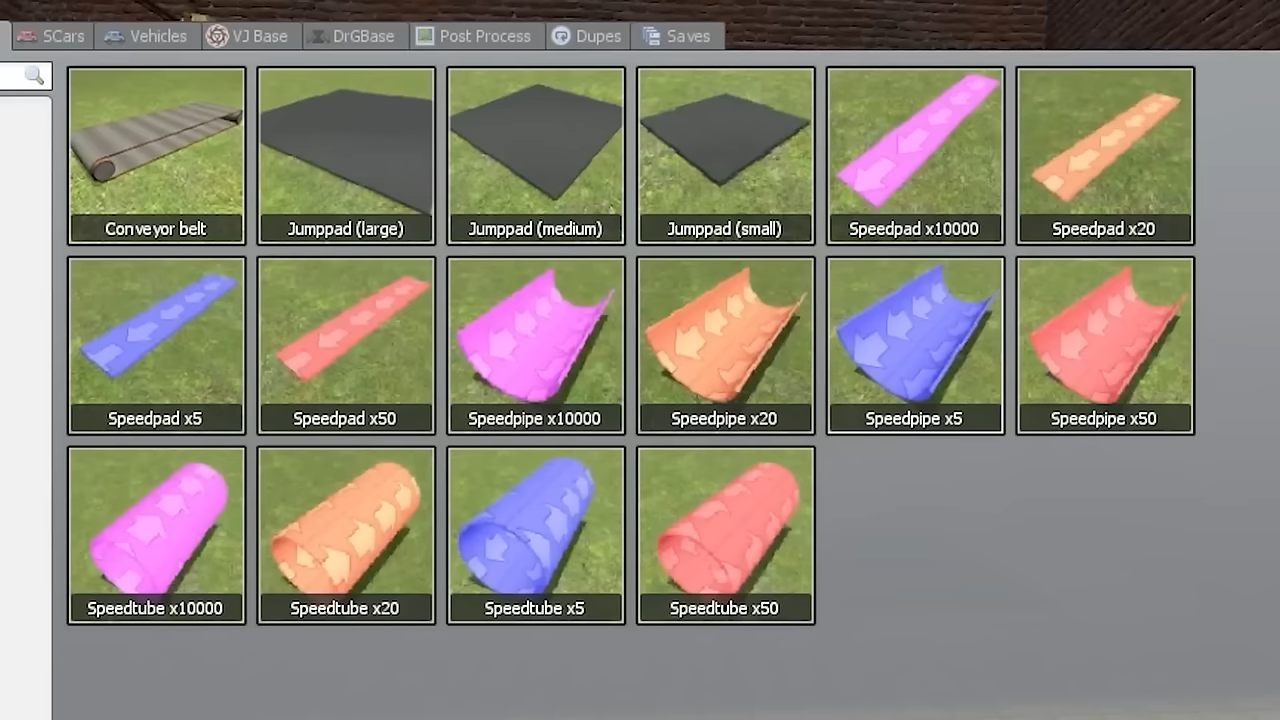 SCars Vehicles VJ Base DrGBase Post Process Dupes Saves
Conveyor belt Jumppad (large) Jumppad (medium) Jumppad (small) Speedpad x10000 Speedpad x20
Speedpad x5 Speedpad x50 Speedpipe x10000 Speedpipe x20 Speedpipe x5 Speedpipe x50
Speedtube x10000 Speedtube x20 Speedtube x5 Speedtube x50